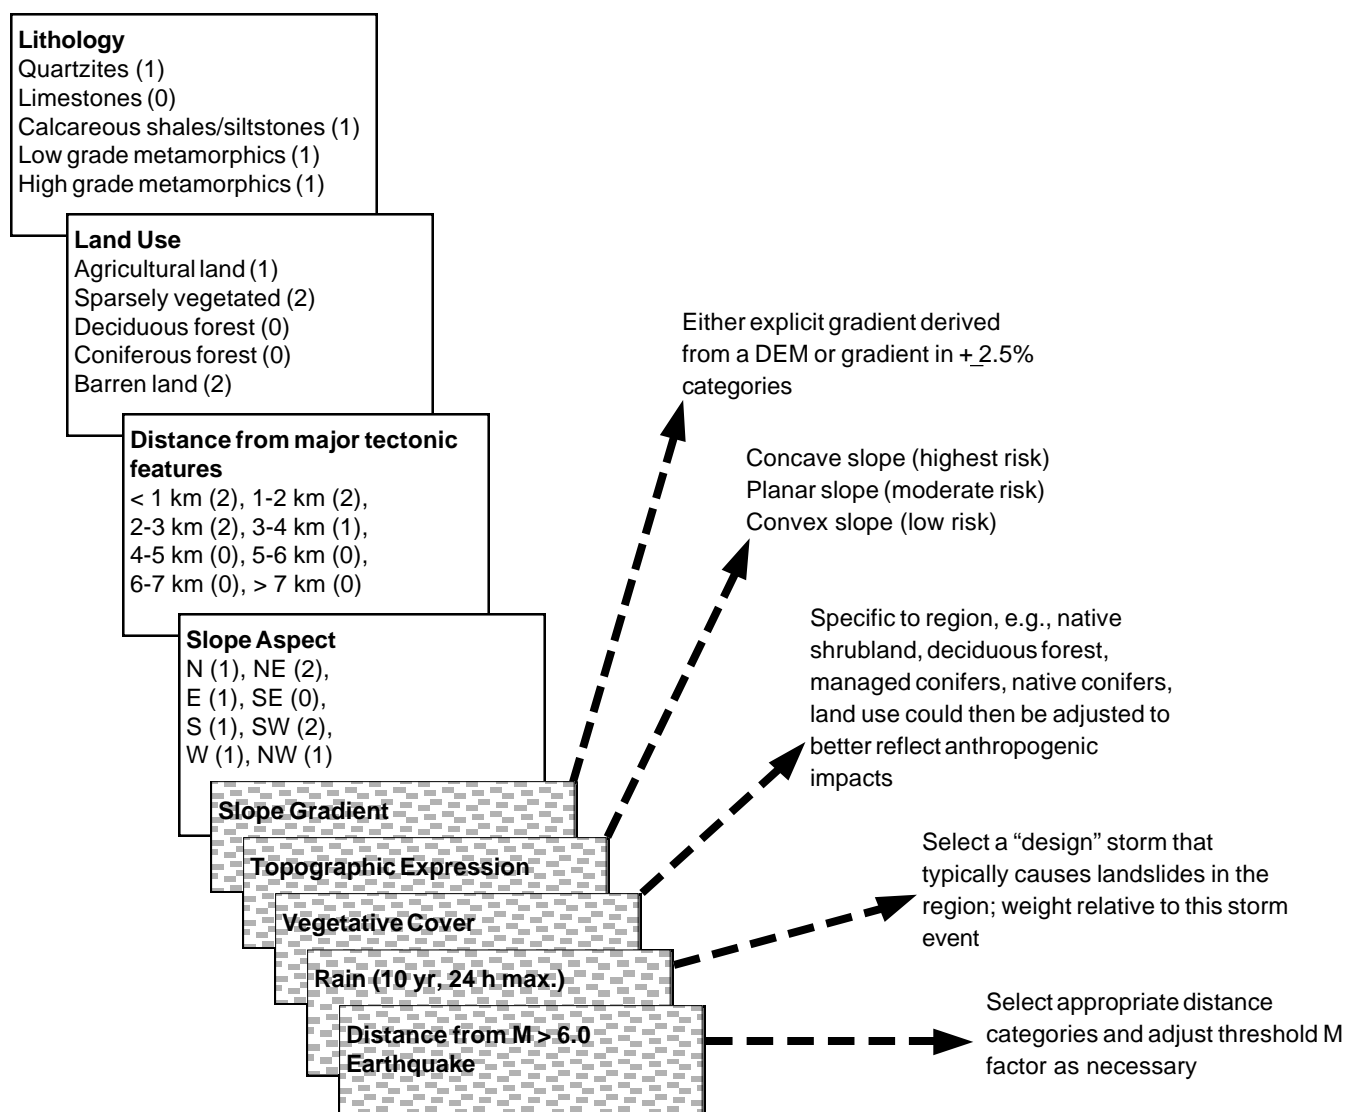 Lithology
Quartzites (1)
Limestones (0)
Calcareous shales/siltstones (1)
Low grade metamorphics (1)
High grade metamorphics (1)
Land Use
Agricultural land (1)
Sparsely vegetated (2)
Deciduous forest (0)
Coniferous forest (0)
Barren land (2)
Distance from major tectonic
features
< 1 km (2), 1-2 km (2),
2-3 km (2), 3-4 km (1),
4-5 km (0), 5-6 km (0),
6-7 km (0), > 7 km (0)
Slope Aspect
N (1), NE (2),
E (1), SE (0),
S (1), SW (2),
W (1), NW (1)
Slope Gradient
Topographic Expression
Vegetative Cover
Rain (10 yr, 24 h max.)
Distance from M > 6.0
Earthquake
Either explicit gradient derived
from a DEM or gradient in +_2.5%
categories
Concave slope (highest risk)
Planar slope (moderate risk)
Convex slope (low risk)
Specific to region, e.g., native
shrubland, deciduous forest,
managed conifers, native conifers,
land use could then be adjusted to
better reflect anthropogenic
impacts
Select a “design” storm that
typically causes landslides in the
region; weight relative to this storm
event
Select appropriate distance
categories and adjust threshold M
factor as necessary